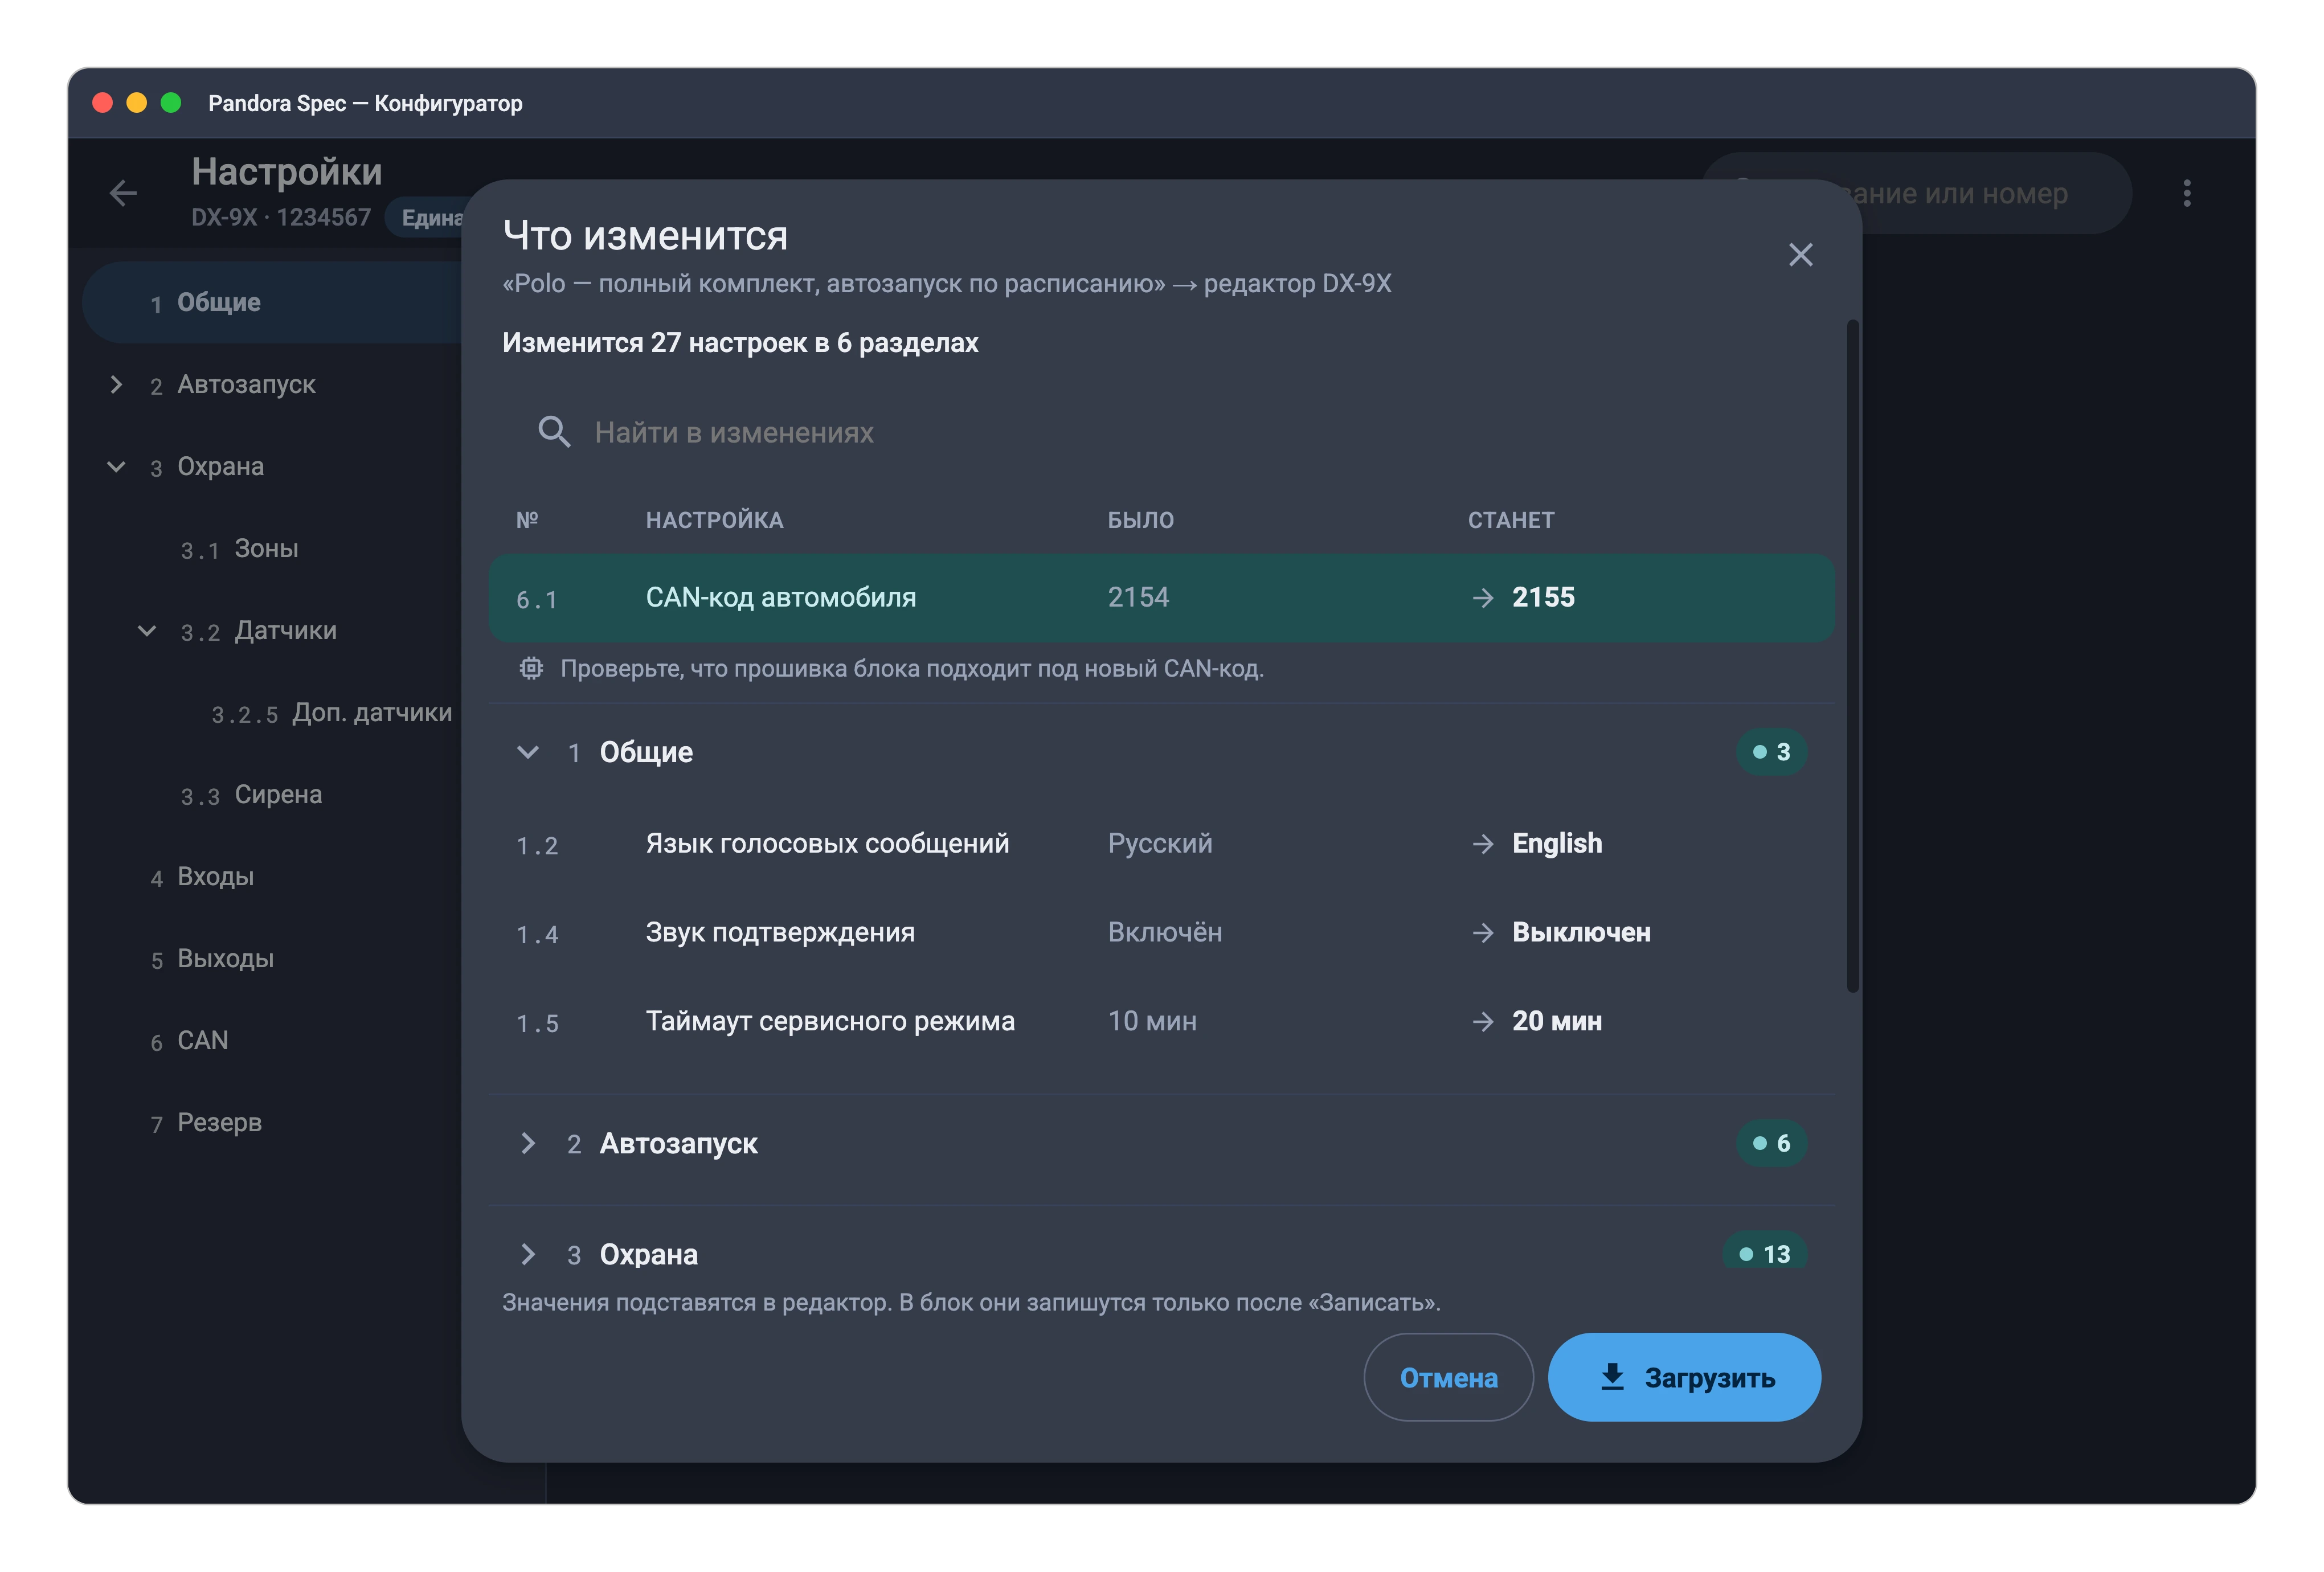 Pandora Spec — Конфигуратор
Настройки
DX-9X · 1234567
ание или номер
1 Общие
2 Автозапуск
3 Охрана
3.1 Зоны
3.2 Датчики
3.2.5 Доп. датчики
3.3 Сирена
4 Входы
5 Выходы
6 CAN
7 Резерв
Что изменится
«Polo — полный комплект, автозапуск по расписанию» → редактор DX-9X
Изменится 27 настроек в 6 разделах
Найти в изменениях
№ НАСТРОЙКА БЫЛО СТАНЕТ
6.1 CAN-код автомобиля 2154 → 2155
Проверьте, что прошивка блока подходит под новый CAN-код.
1 Общие 3
1.2 Язык голосовых сообщений Русский → English
1.4 Звук подтверждения Включён → Выключен
1.5 Таймаут сервисного режима 10 мин → 20 мин
2 Автозапуск 6
3 Охрана 13
Значения подставятся в редактор. В блок они запишутся только после «Записать».
Отмена
Загрузить